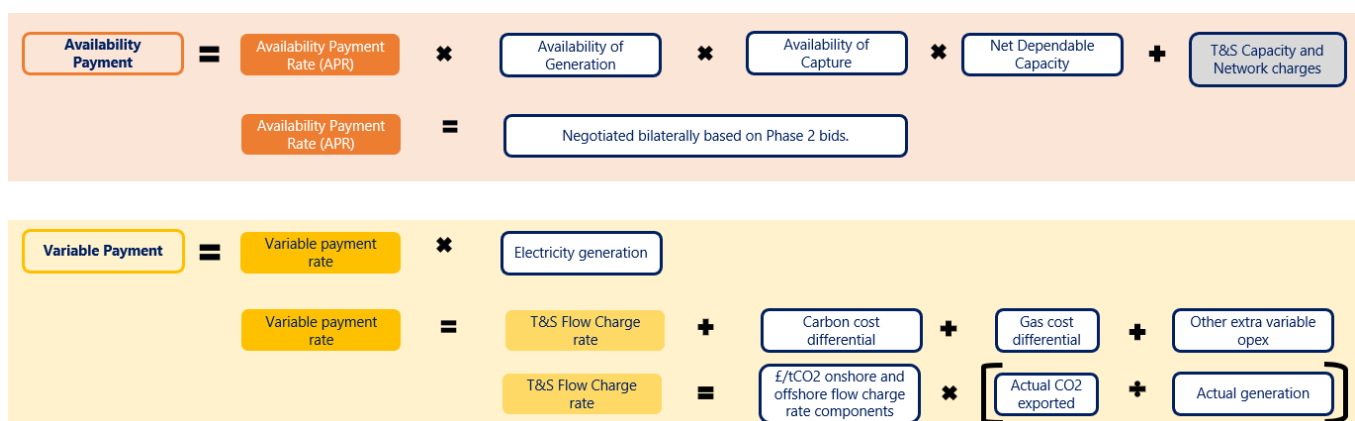 Availability
Payment
=
Availability Payment
Rate (APR)
×
Availability of
Generation
×
Availability of
Capture
×
Net Dependable
Capacity
+
T&S Capacity and
Network charges
Availability Payment
Rate (APR)
=
Negotiated bilaterally based on Phase 2 bids.
Variable Payment
=
Variable payment
rate
×
Electricity generation
Variable payment
rate
=
T&S Flow Charge
rate
+
Carbon cost
differential
+
Gas cost
differential
+
Other extra variable
opex
T&S Flow Charge
rate
=
£/tCO2 onshore and
offshore flow charge
rate components
×
[
Actual CO2
exported
÷
Actual generation
]